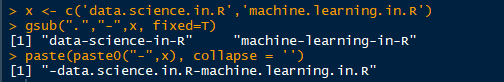 > x <- c('data.science.in.R','machine.learning.in.R')
> gsub(".","-",x, fixed=T)
[1] "data-science-in-R"     "machine-learning-in-R"
> paste(paste0("-",x), collapse = '')
[1] "-data.science.in.R-machine.learning.in.R"